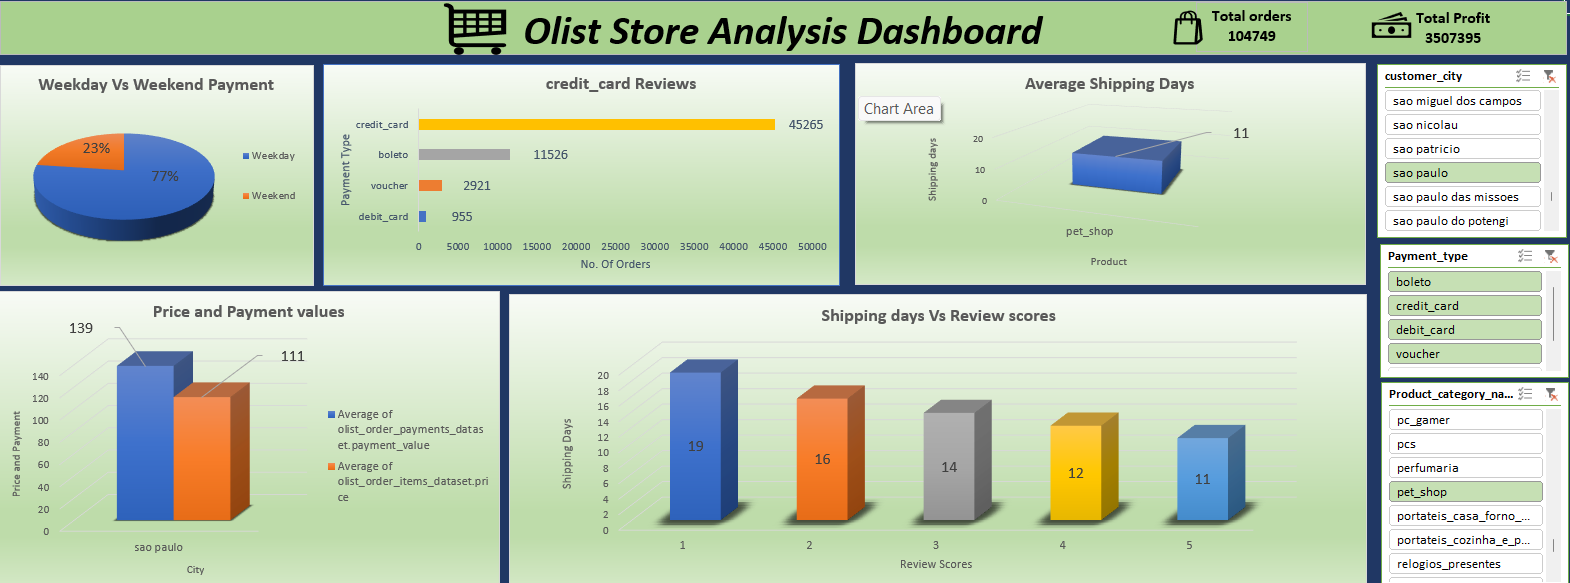 Olist Store Analysis Dashboard
Total orders
104749
Total Profit
3507395
Weekday Vs Weekend Payment
23%
77%
Weekday
Weekend
credit_card Reviews
Payment Type
credit_card
45265
boleto
11526
voucher
2921
debit_card
955
0 5000 10000 15000 20000 25000 30000 35000 40000 45000 50000
No. Of Orders
Average Shipping Days
Chart Area
Shipping days
20
10
0
11
pet_shop
Product
customer_city
sao miguel dos campos
sao nicolau
sao patricio
sao paulo
sao paulo das missoes
sao paulo do potengi
Payment_type
boleto
credit_card
debit_card
voucher
Product_category_na...
pc_gamer
pcs
perfumaria
pet_shop
portateis_casa_forno_...
portateis_cozinha_e_p...
relogios_presentes
Price and Payment values
139
111
Price and Payment
140
120
100
80
60
40
20
0
sao paulo
City
Average of
olist_order_payments_datas
et.payment_value
Average of
olist_order_items_dataset.pri
ce
Shipping days Vs Review scores
Shipping Days
20
18
16
14
12
10
8
6
4
2
0
19
16
14
12
11
1 2 3 4 5
Review Scores